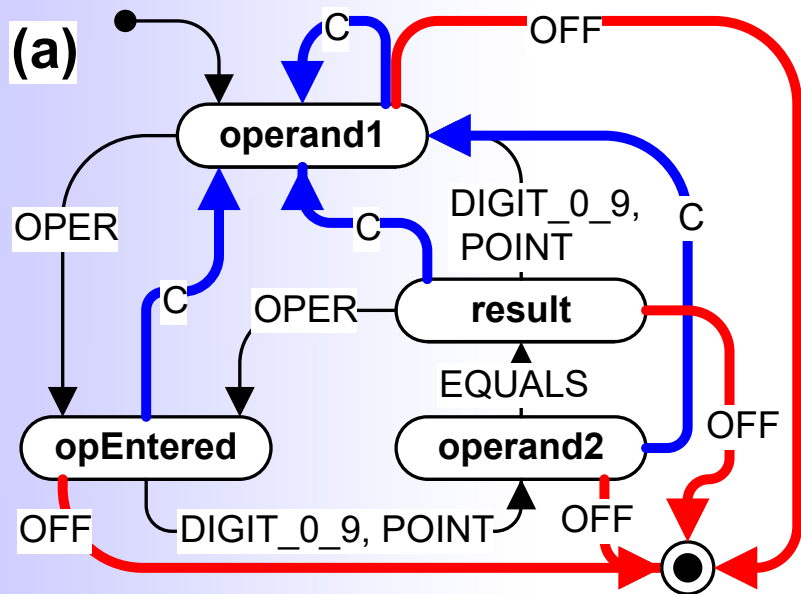 (a)
C
OFF
operand1
OPER
DIGIT_0_9,
POINT
C
C
C
OPER
result
EQUALS
OFF
opEntered
operand2
OFF
DIGIT_0_9, POINT
OFF